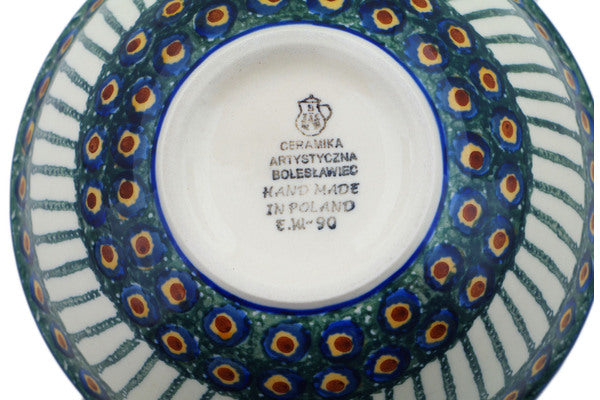 CERAMIKA
ARTYSTYCZNA
BOLESŁAWIEC
HAND MADE
IN POLAND